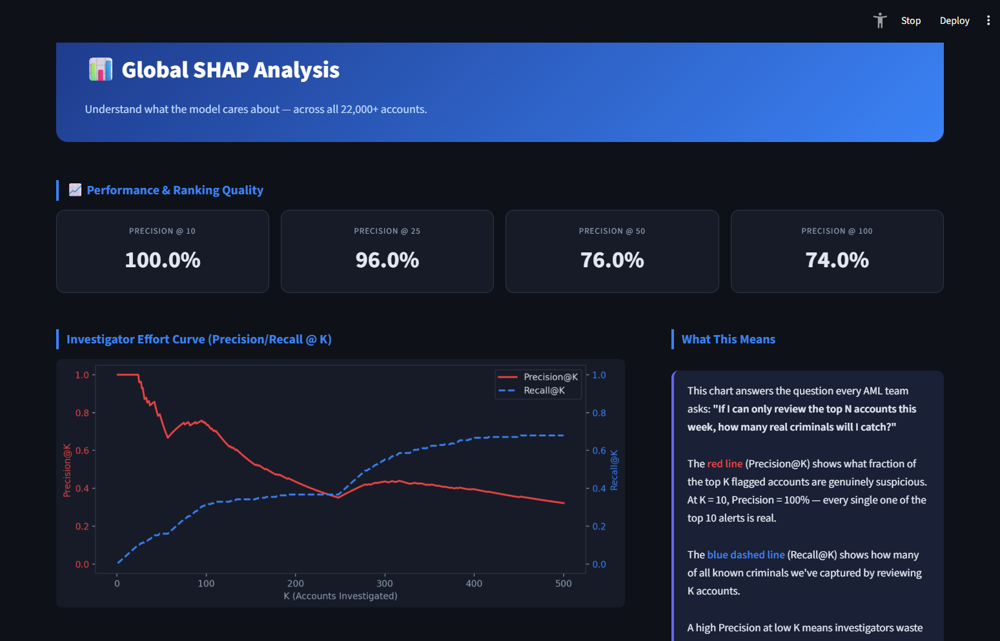 Stop
Deploy
Global SHAP Analysis
Understand what the model cares about — across all 22,000+ accounts.
Performance & Ranking Quality
PRECISION @ 10
100.0%
PRECISION @ 25
96.0%
PRECISION @ 50
76.0%
PRECISION @ 100
74.0%
Investigator Effort Curve (Precision/Recall @ K)
Precision@K
Recall@K
1.0
0.8
0.6
0.4
0.2
0.0
Precision@K
1.0
0.8
0.6
0.4
0.2
0.0
Recall@K
0
100
200
300
400
500
K (Accounts Investigated)
What This Means
This chart answers the question every AML team
asks: "If I can only review the top N accounts this
week, how many real criminals will I catch?"
The red line (Precision@K) shows what fraction of
the top K flagged accounts are genuinely suspicious.
At K = 10, Precision = 100% — every single one of the
top 10 alerts is real.
The blue dashed line (Recall@K) shows how many
of all known criminals we've captured by reviewing
K accounts.
A high Precision at low K means investigators waste